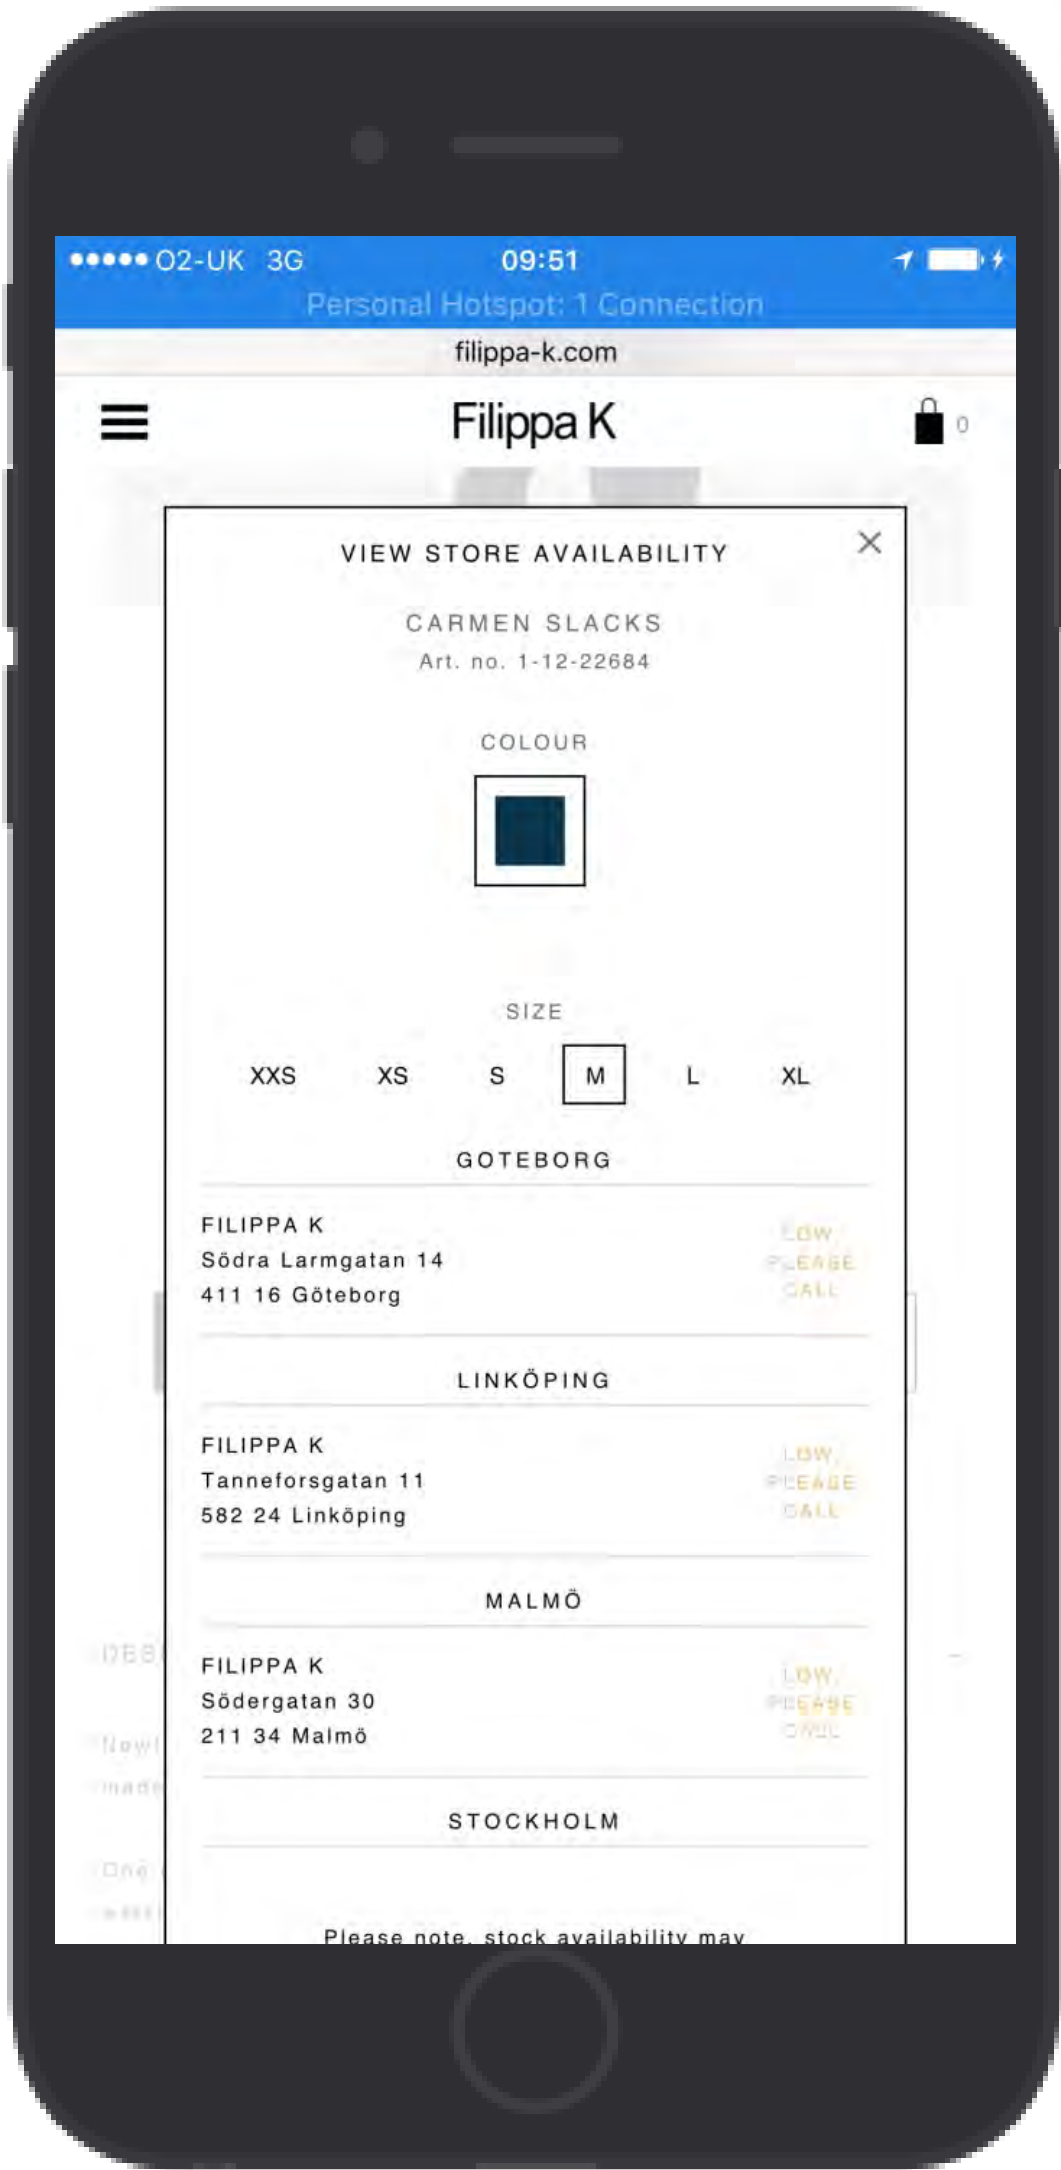 O2-UK 3G 09:51
Personal Hotspot: 1 Connection
filippa-k.com
Filippa K
0
VIEW STORE AVAILABILITY
CARMEN SLACKS
Art. no. 1-12-22684
COLOUR
SIZE
XXS XS S M L XL
GOTEBORG
FILIPPA K
Södra Larmgatan 14
411 16 Göteborg
LOW,
PLEASE
CALL
LINKÖPING
FILIPPA K
Tanneforsgatan 11
582 24 Linköping
LOW,
PLEASE
CALL
MALMÖ
FILIPPA K
Södergatan 30
211 34 Malmö
LOW,
PLEASE
CALL
STOCKHOLM
made
One
Please note, stock availability may